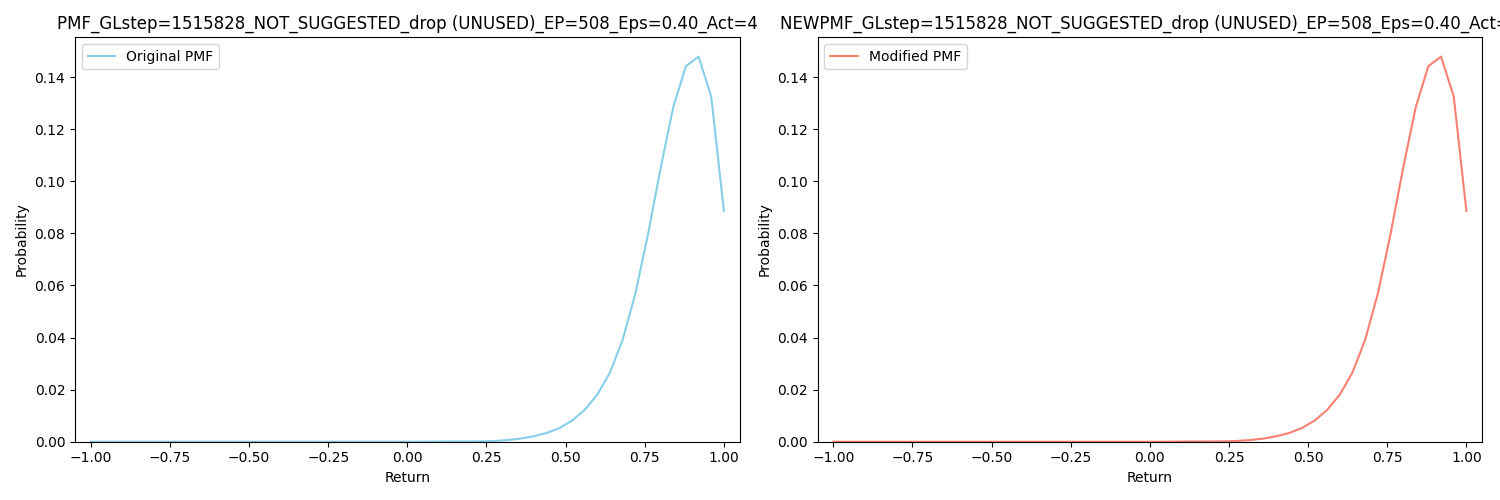 PMF_GLstep=1515828_NOT_SUGGESTED_drop (UNUSED)_EP=508_Eps=0.40_Act=4
Original PMF
0.14
0.12
0.10
0.08
0.06
0.04
0.02
0.00
Probability
−1.00 −0.75 −0.50 −0.25 0.00 0.25 0.50 0.75 1.00
Return
NEWPMF_GLstep=1515828_NOT_SUGGESTED_drop (UNUSED)_EP=508_Eps=0.40_Act=
Modified PMF
0.14
0.12
0.10
0.08
0.06
0.04
0.02
0.00
Probability
−1.00 −0.75 −0.50 −0.25 0.00 0.25 0.50 0.75 1.00
Return